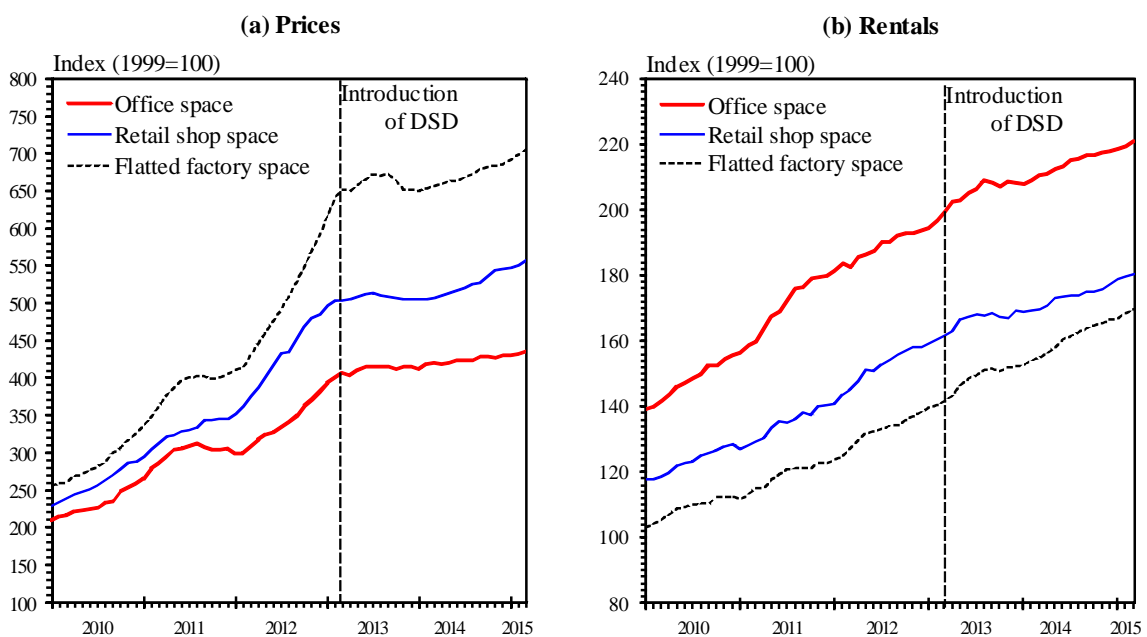 (a) Prices
Index (1999=100)
800
700
650
600
550
500
450
400
350
300
250
200
150
100
Office space
Retail shop space
Flatted factory space
Introduction
of DSD
2010 2011 2012 2013 2014 2015
(b) Rentals
Index (1999=100)
240
220
200
180
160
140
120
100
80
Office space
Retail shop space
Flatted factory space
Introduction
of DSD
2010 2011 2012 2013 2014 2015